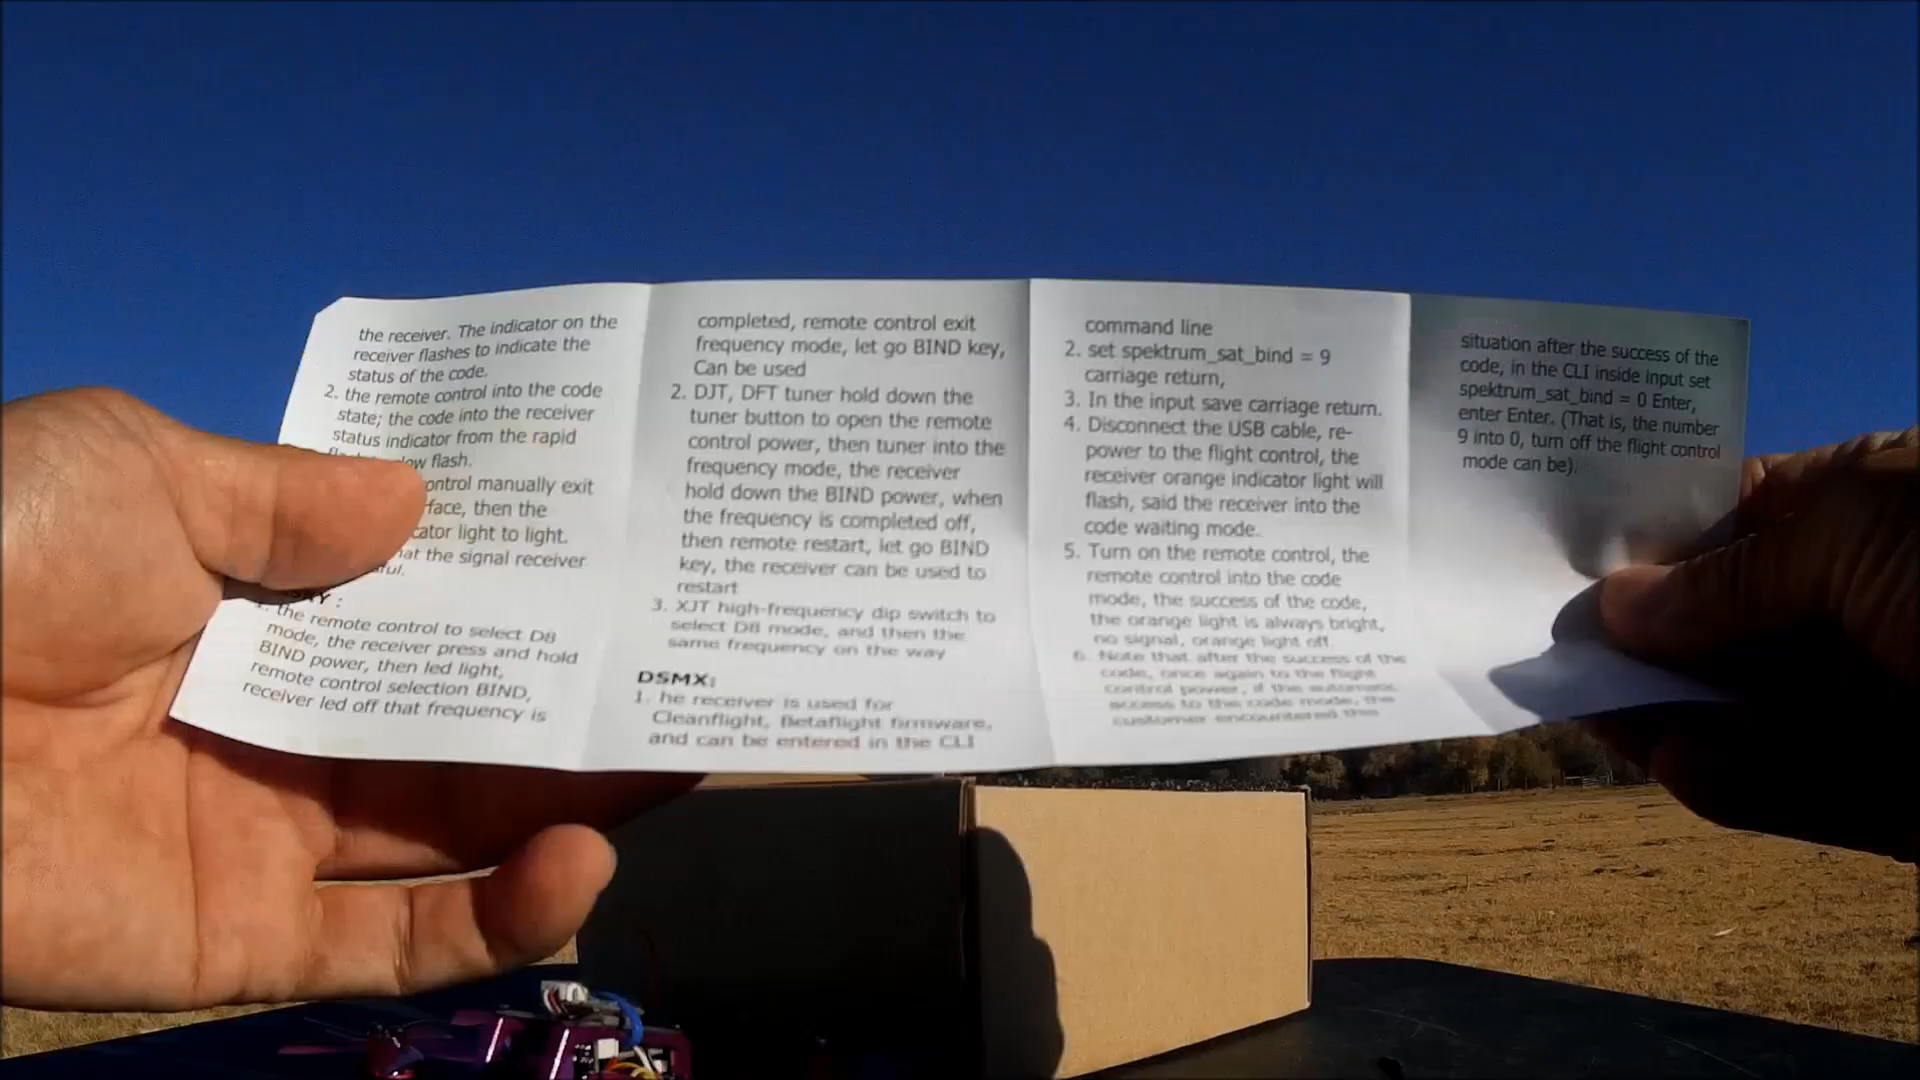 the receiver. The indicator on the
receiver flashes to indicate the
status of the code.
2. the remote control into the code
state; the code into the receiver
status indicator from the rapid
flash.
control manually exit
then the
light to light.
the signal receiver
1. the remote control to select D8
mode, the receiver press and hold
BIND power, then led light,
remote control selection BIND,
receiver led off that frequency is
completed, remote control exit
frequency mode, let go BIND key,
Can be used
2. DJT, DFT tuner hold down the
tuner button to open the remote
control power, then tuner into the
frequency mode, the receiver
hold down the BIND power, when
the frequency is completed off,
then remote restart, let go BIND
key, the receiver can be used to
restart
3. XJT high-frequency dip switch to
select D8 mode, and then the
same frequency on the way
DSMX:
1. he receiver is used for
Cleanflight, Betaflight firmware,
and can be entered in the CLI
command line
2. set spektrum_sat_bind = 9
carriage return,
3. In the input save carriage return.
4. Disconnect the USB cable, re-
power to the flight control, the
receiver orange indicator light will
flash, said the receiver into the
code waiting mode.
5. Turn on the remote control, the
remote control into the code
mode, the success of the code,
the orange light is always bright,
no signal, orange light off.
6. Note that after the success of the
code, once again to the flight
control power, if the automatic
access to the code mode, the
customer encountered this
situation after the success of the
code, in the CLI inside input set
spektrum_sat_bind = 0 Enter,
enter Enter. (That is, the number
9 into 0, turn off the flight control
mode can be).